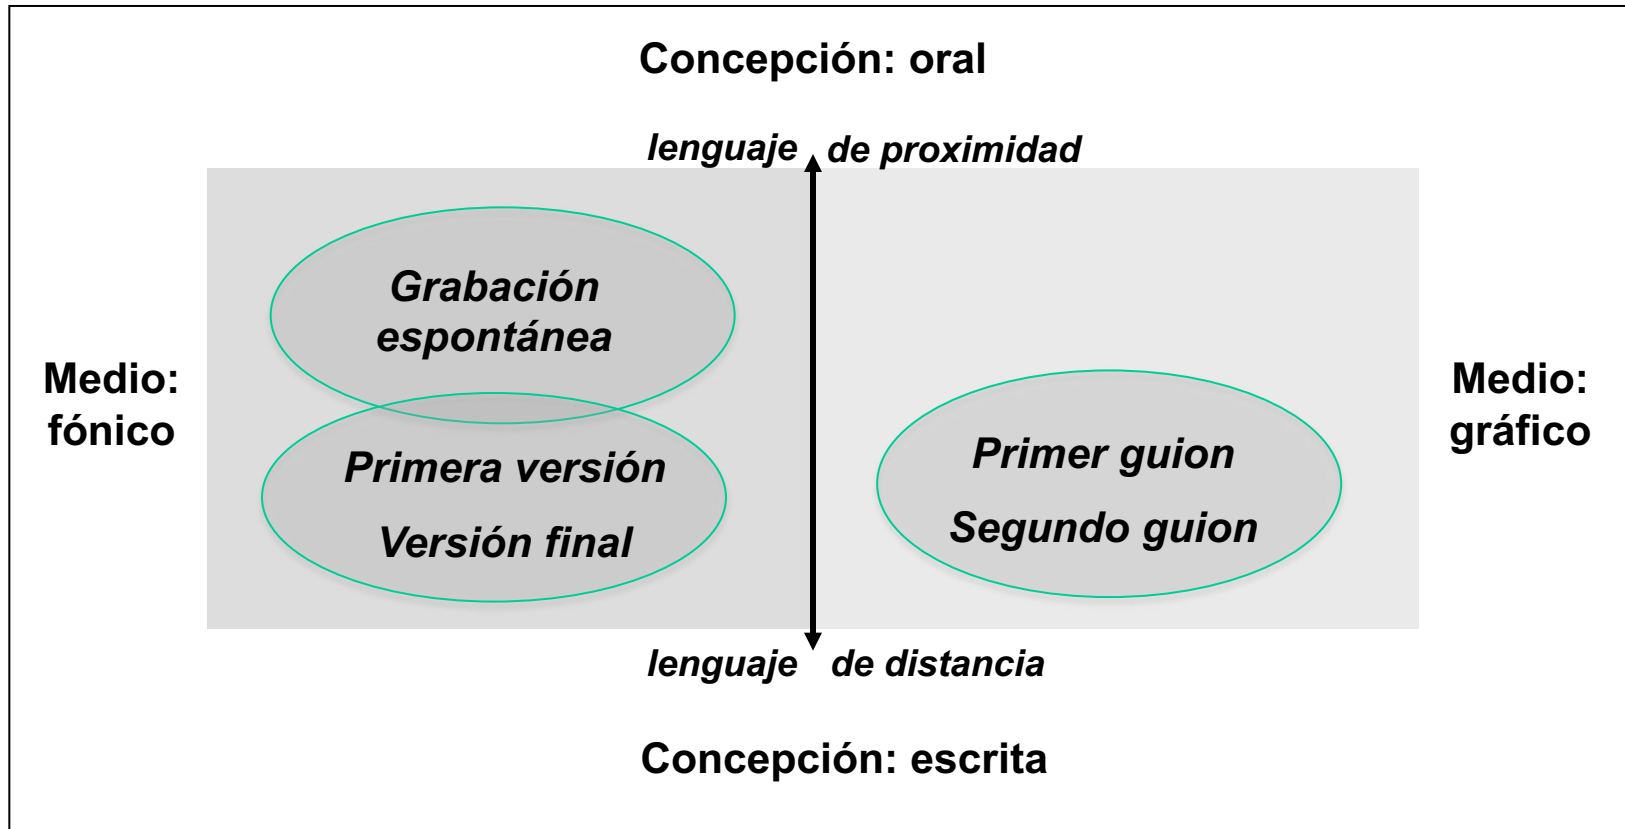 Concepción: oral
lenguaje de proximidad
Grabación
espontánea
Medio:
fónico
Primera versión
Versión final
Primer guion
Segundo guion
Medio:
gráfico
lenguaje de distancia
Concepción: escrita